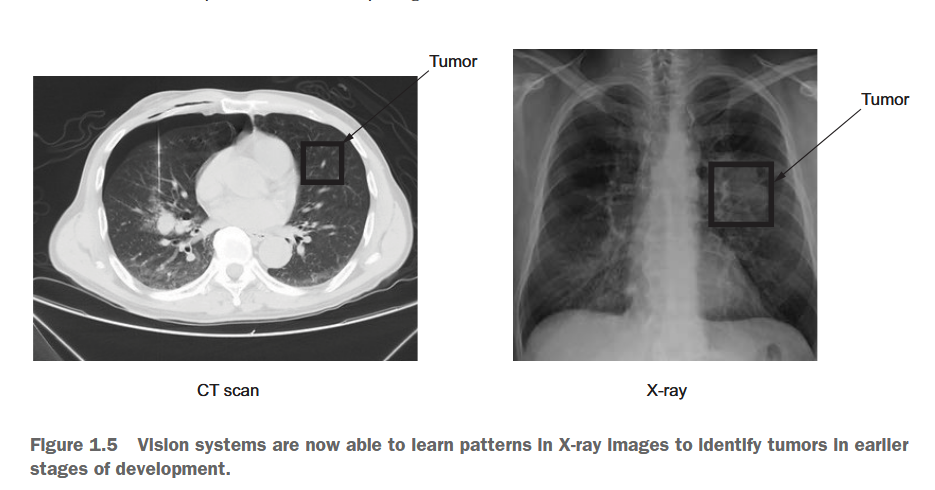 Tumor
Tumor
CT scan
X-ray
Figure 1.5 Vision systems are now able to learn patterns in X-ray images to identify tumors in earlier
stages of development.